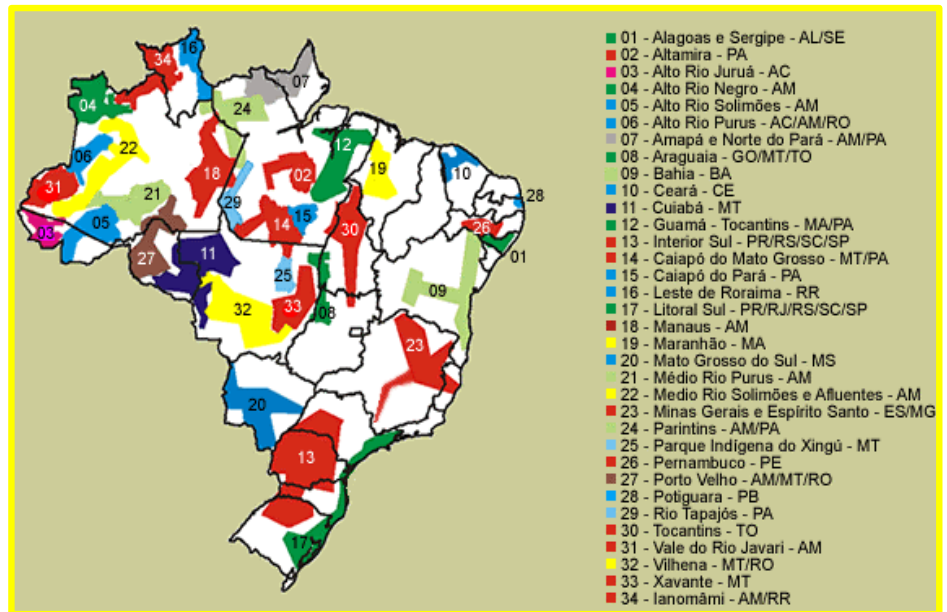 34
16
07
04
24
12
22
06
19
10
31
18
02
28
21
29
03
05
14
15
30
26
27
11
25
01
09
32
33
08
23
20
13
17
01 - Alagoas e Sergipe - AL/SE
02 - Altamira - PA
03 - Alto Rio Juruá - AC
04 - Alto Rio Negro - AM
05 - Alto Rio Solimões - AM
06 - Alto Rio Purus - AC/AM/RO
07 - Amapá e Norte do Pará - AM/PA
08 - Araguaia - GO/MT/TO
09 - Bahia - BA
10 - Ceará - CE
11 - Cuiabá - MT
12 - Guamá - Tocantins - MA/PA
13 - Interior Sul - PR/RS/SC/SP
14 - Caiapó do Mato Grosso - MT/PA
15 - Caiapó do Pará - PA
16 - Leste de Roraima - RR
17 - Litoral Sul - PR/RJ/RS/SC/SP
18 - Manaus - AM
19 - Maranhão - MA
20 - Mato Grosso do Sul - MS
21 - Médio Rio Purus - AM
22 - Medio Rio Solimões e Afluentes - AM
23 - Minas Gerais e Espírito Santo - ES/MG
24 - Parintins - AM/PA
25 - Parque Indígena do Xingú - MT
26 - Pernambuco - PE
27 - Porto Velho - AM/MT/RO
28 - Potiguara - PB
29 - Rio Tapajós - PA
30 - Tocantins - TO
31 - Vale do Rio Javari - AM
32 - Vilhena - MT/RO
33 - Xavante - MT
34 - Ianomâmi - AM/RR